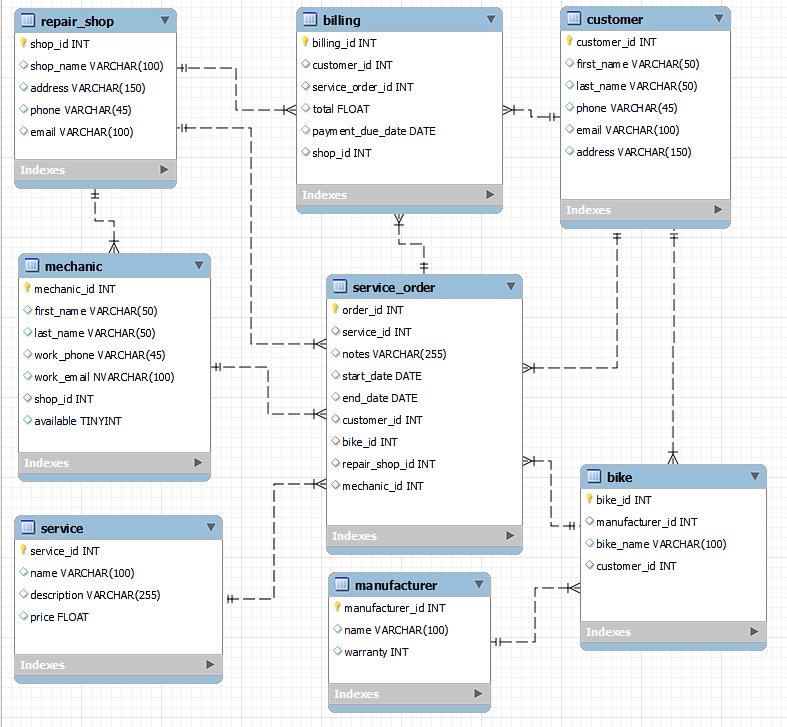 repair_shop
shop_id INT
shop_name VARCHAR(100)
address VARCHAR(150)
phone VARCHAR(45)
email VARCHAR(100)
Indexes
billing
billing_id INT
customer_id INT
service_order_id INT
total FLOAT
payment_due_date DATE
shop_id INT
Indexes
customer
customer_id INT
first_name VARCHAR(50)
last_name VARCHAR(50)
phone VARCHAR(45)
email VARCHAR(100)
address VARCHAR(150)
Indexes
mechanic
mechanic_id INT
first_name VARCHAR(50)
last_name VARCHAR(50)
work_phone VARCHAR(45)
work_email NVARCHAR(100)
shop_id INT
available TINYINT
Indexes
service_order
order_id INT
service_id INT
notes VARCHAR(255)
start_date DATE
end_date DATE
customer_id INT
bike_id INT
repair_shop_id INT
mechanic_id INT
Indexes
bike
bike_id INT
manufacturer_id INT
bike_name VARCHAR(100)
customer_id INT
Indexes
service
service_id INT
name VARCHAR(100)
description VARCHAR(255)
price FLOAT
Indexes
manufacturer
manufacturer_id INT
name VARCHAR(100)
warranty INT
Indexes